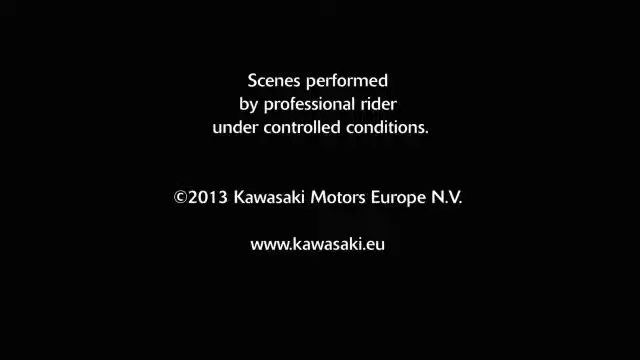 Scenes performed
by professional rider
under controlled conditions.
©2013 Kawasaki Motors Europe N.V.
www.kawasaki.eu